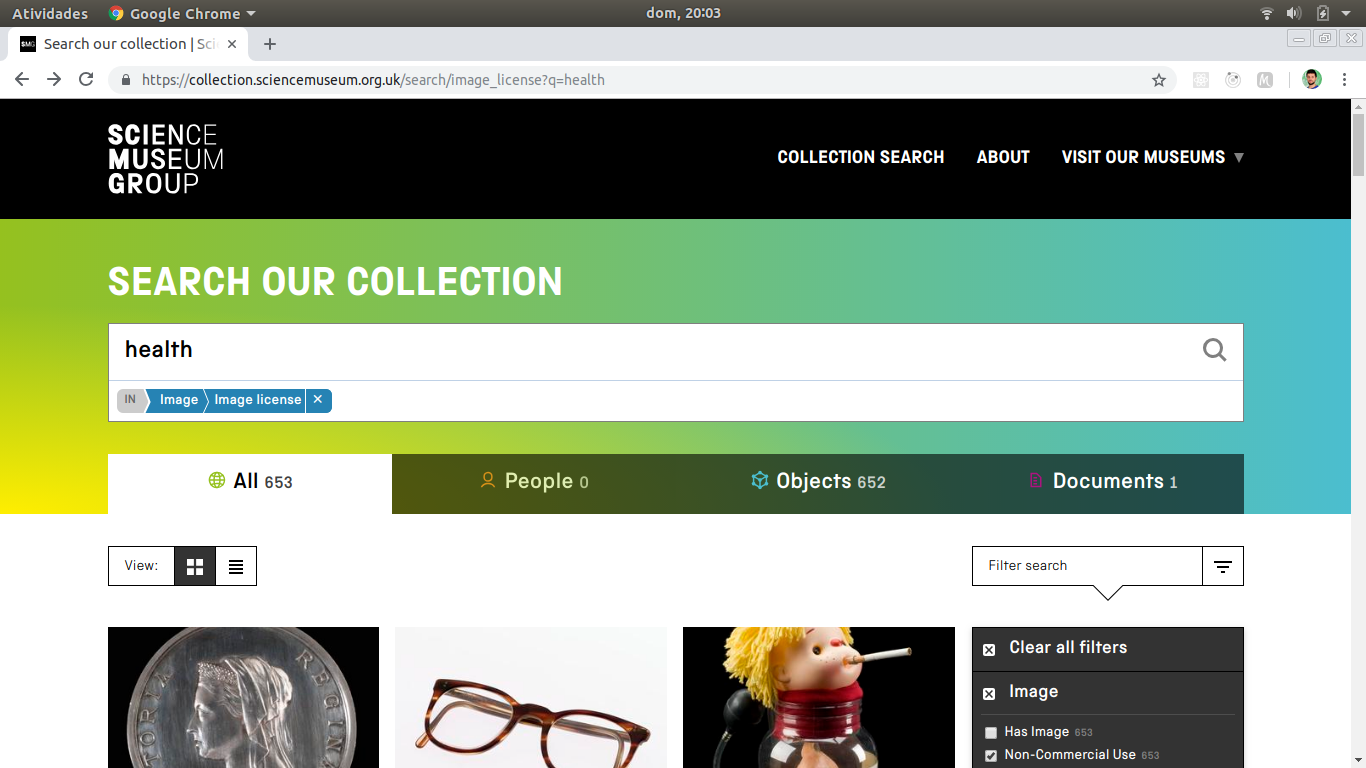 Atividades Google Chrome dom, 20:03
SMG Search our collection | Sci
https://collection.sciencemuseum.org.uk/search/image_license?q=health
SCIENCE
MUSEUM
GROUP
COLLECTION SEARCH ABOUT VISIT OUR MUSEUMS
SEARCH OUR COLLECTION
health
IN Image Image license
All 653 People 0 Objects 652 Documents 1
View: Filter search
Clear all filters
Image
Has Image 653
Non-Commercial Use 653